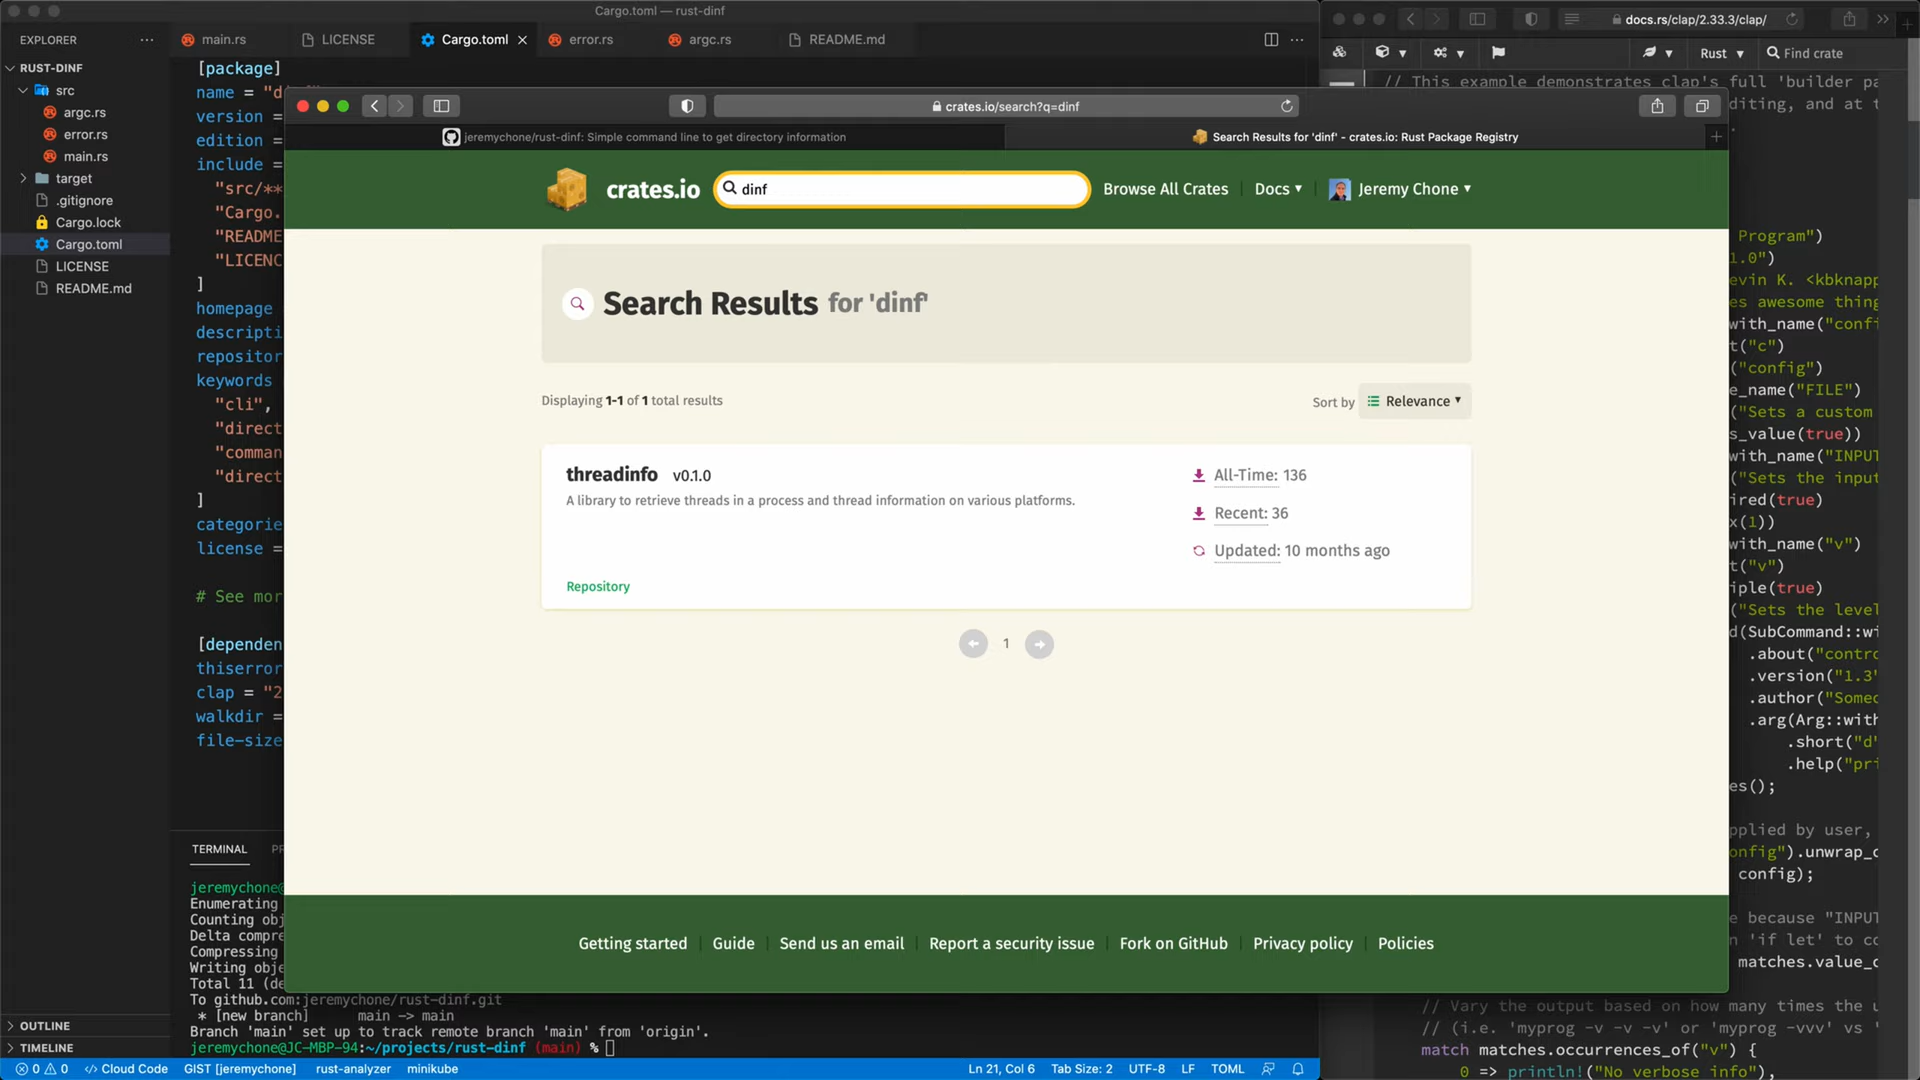 Cargo.toml — rust-dinf
docs.rs/clap/2.33.3/clap/
EXPLORER
main.rs
LICENSE
Cargo.toml
error.rs
argc.rs
README.md
Rust
Find crate
RUST-DINF
src
argc.rs
error.rs
main.rs
target
.gitignore
Cargo.lock
Cargo.toml
LICENSE
README.md
[package]
name = "di
version =
edition =
include =
"src/**
"Cargo.
"README
"LICENC
]
homepage
descripti
repositor
keywords
"cli",
"direct
"comman
"direct
]
categorie
license =
# See mor
[dependen
thiserror
clap = "2
walkdir =
file-size
crates.io/search?q=dinf
jeremychone/rust-dinf: Simple command line to get directory information
Search Results for 'dinf' - crates.io: Rust Package Registry
crates.io
dinf
Browse All Crates
Docs
Jeremy Chone
Search Results for 'dinf'
Displaying 1-1 of 1 total results
Sort by
Relevance
threadinfo v0.1.0
A library to retrieve threads in a process and thread information on various platforms.
All-Time: 136
Recent: 36
Updated: 10 months ago
Repository
1
Getting started
Guide
Send us an email
Report a security issue
Fork on GitHub
Privacy policy
Policies
// This example demonstrates clap's full 'builder pa
diting, and at t
Program")
1.0")
evin K. <kbknapp
es awesome thing
with_name("confi
t("c")
("config")
e_name("FILE")
("Sets a custom
s_value(true))
with_name("INPUT
("Sets the input
ired(true)
x(1))
with_name("v")
t("v")
iple(true)
("Sets the level
d(SubCommand::wi
.about("contro
.version("1.3"
.author("Someo
.arg(Arg::with
.short("d"
.help("pri
es();
pplied by user,
onfig").unwrap_o
config);
e because "INPUT
n 'if let' to co
matches.value_o
// Vary the output based on how many times the u
// (i.e. 'myprog -v -v -v' or 'myprog -vvv' vs '
match matches.occurrences_of("v") {
0 => println!("No verbose info"),
TERMINAL
jeremychone@
Enumerating
Counting obj
Delta compre
Compressing
Writing obje
Total 11 (de
To github.com:jeremychone/rust-dinf.git
* [new branch] main -> main
Branch 'main' set up to track remote branch 'main' from 'origin'.
jeremychone@JC-MBP-94:~/projects/rust-dinf (main) %
OUTLINE
TIMELINE
0
0
Cloud Code
GIST [jeremychone]
rust-analyzer
minikube
Ln 21, Col 6
Tab Size: 2
UTF-8
LF
TOML